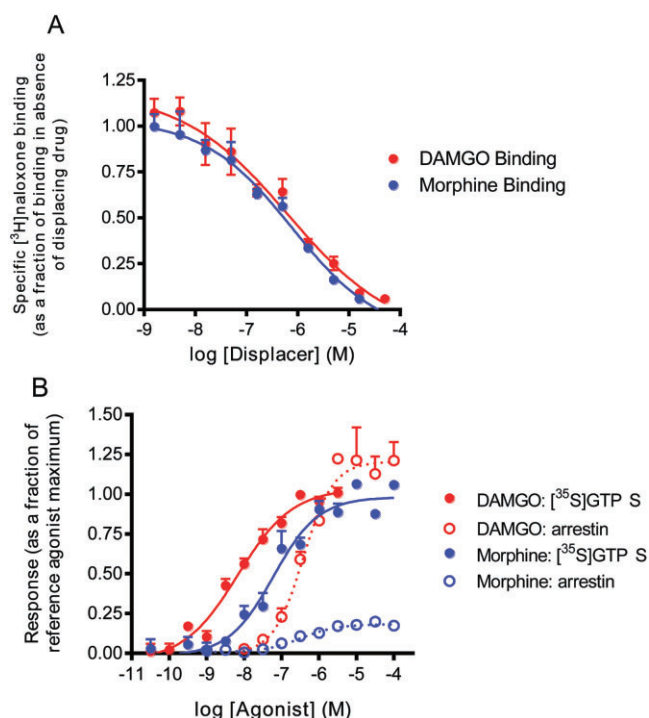 A
Specific [³H]naloxone binding
(as a fraction of binding in absence
of displacing drug)
1.25
1.00
0.75
0.50
0.25
0.00
-9 -8 -7 -6 -5 -4
log [Displacer] (M)
DAMGO Binding
Morphine Binding
B
Response (as a fraction of
reference agonist maximum)
1.50
1.25
1.00
0.75
0.50
0.25
0.00
-11 -10 -9 -8 -7 -6 -5 -4 -3
log [Agonist] (M)
DAMGO: [³⁵S]GTP S
DAMGO: arrestin
Morphine: [³⁵S]GTP S
Morphine: arrestin